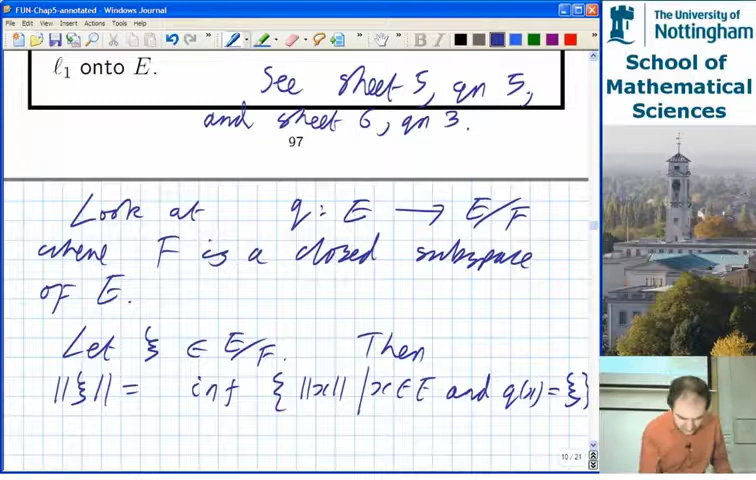 FUN-Chap5-annotated - Windows Journal
File Edit View Insert Actions Tools Help
ℓ₁ onto E.
See sheet 5, qn 5,
and sheet 6, qn 3.
97
Look at q: E → E/F
where F is a closed subspace
of E.
Let ξ ∈ E/F. Then
||ξ|| = inf { ||x|| | x ∈ E and q(x) = ξ }
10 / 21
The University of
Nottingham
School of
Mathematical
Sciences